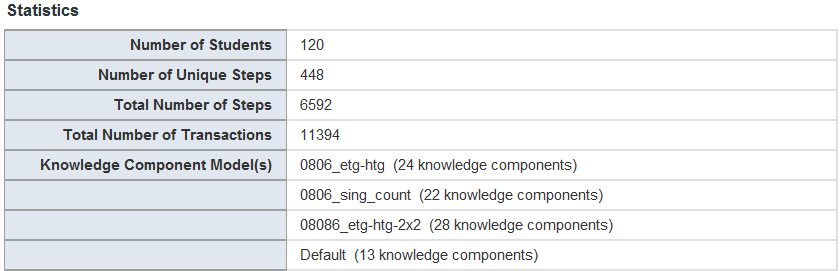 Statistics
Number of Students 120
Number of Unique Steps 448
Total Number of Steps 6592
Total Number of Transactions 11394
Knowledge Component Model(s) 0806_etg-htg (24 knowledge components)
0806_sing_count (22 knowledge components)
08086_etg-htg-2x2 (28 knowledge components)
Default (13 knowledge components)